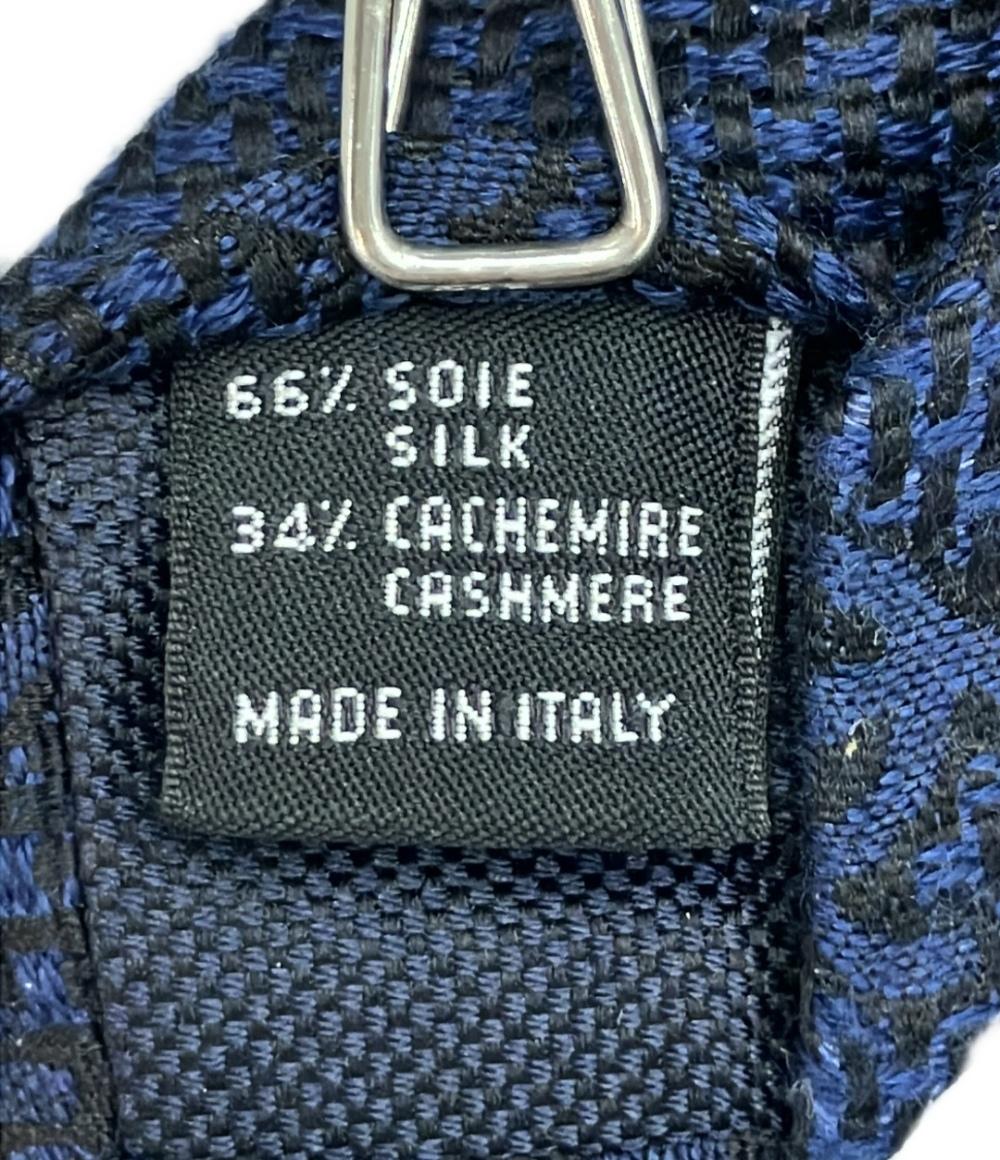 66% SOIE
SILK
34% CACHEMIRE
CASHMERE
MADE IN ITALY